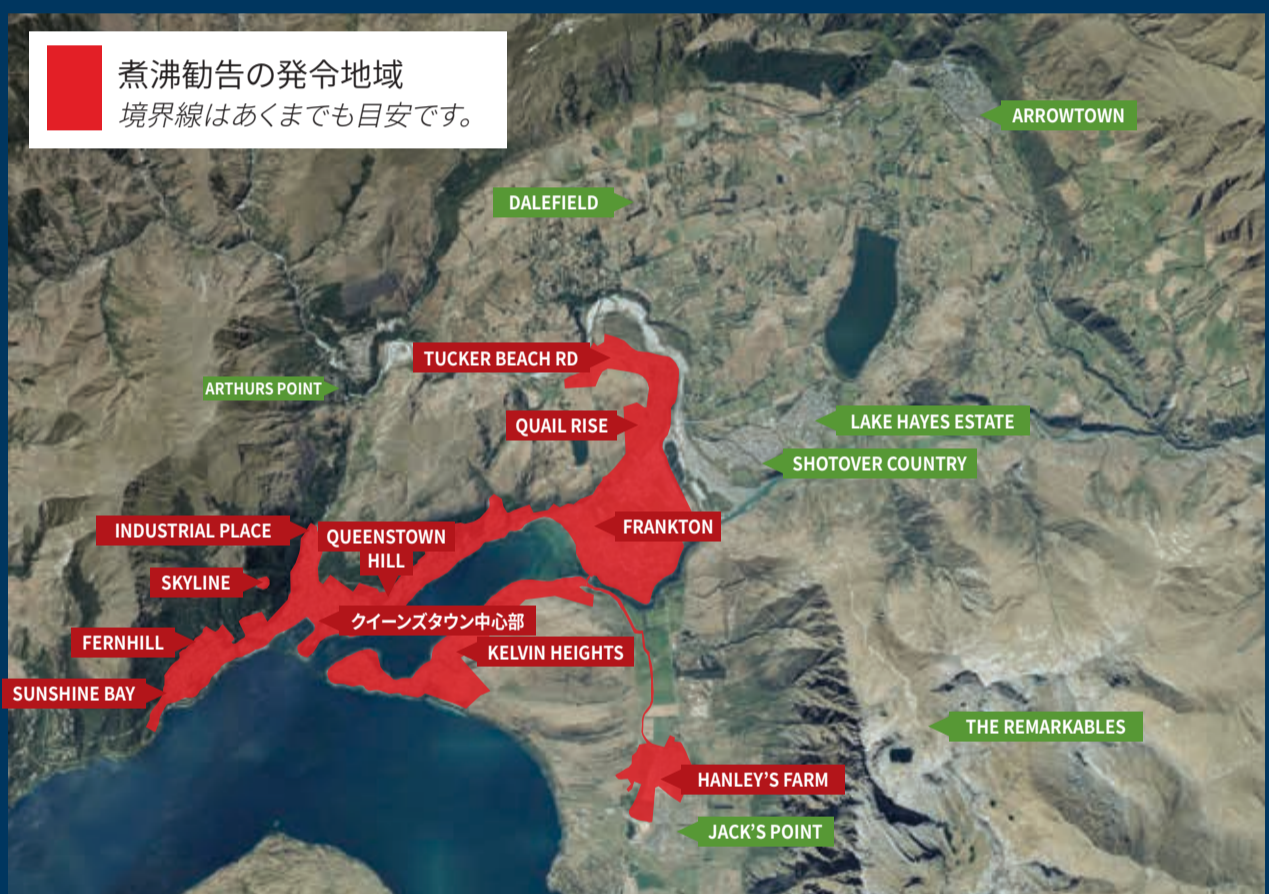 煮沸勧告の発令地域
境界線はあくまでも目安です。
ARROWTOWN
DALEFIELD
TUCKER BEACH RD
ARTHURS POINT
QUAIL RISE
LAKE HAYES ESTATE
SHOTOVER COUNTRY
INDUSTRIAL PLACE
QUEENSTOWN
HILL
FRANKTON
SKYLINE
クイーンズタウン中心部
FERNHILL
KELVIN HEIGHTS
SUNSHINE BAY
THE REMARKABLES
HANLEY'S FARM
JACK'S POINT